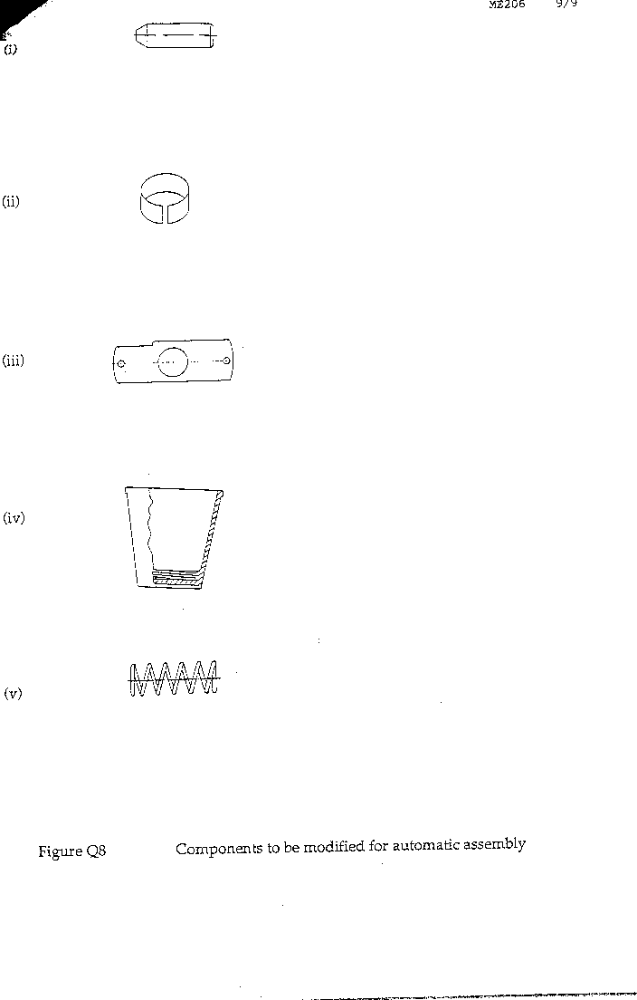 ME206 9/9
(i)
(ii)
(iii)
(iv)
(v)
Figure Q8 Components to be modified for automatic assembly